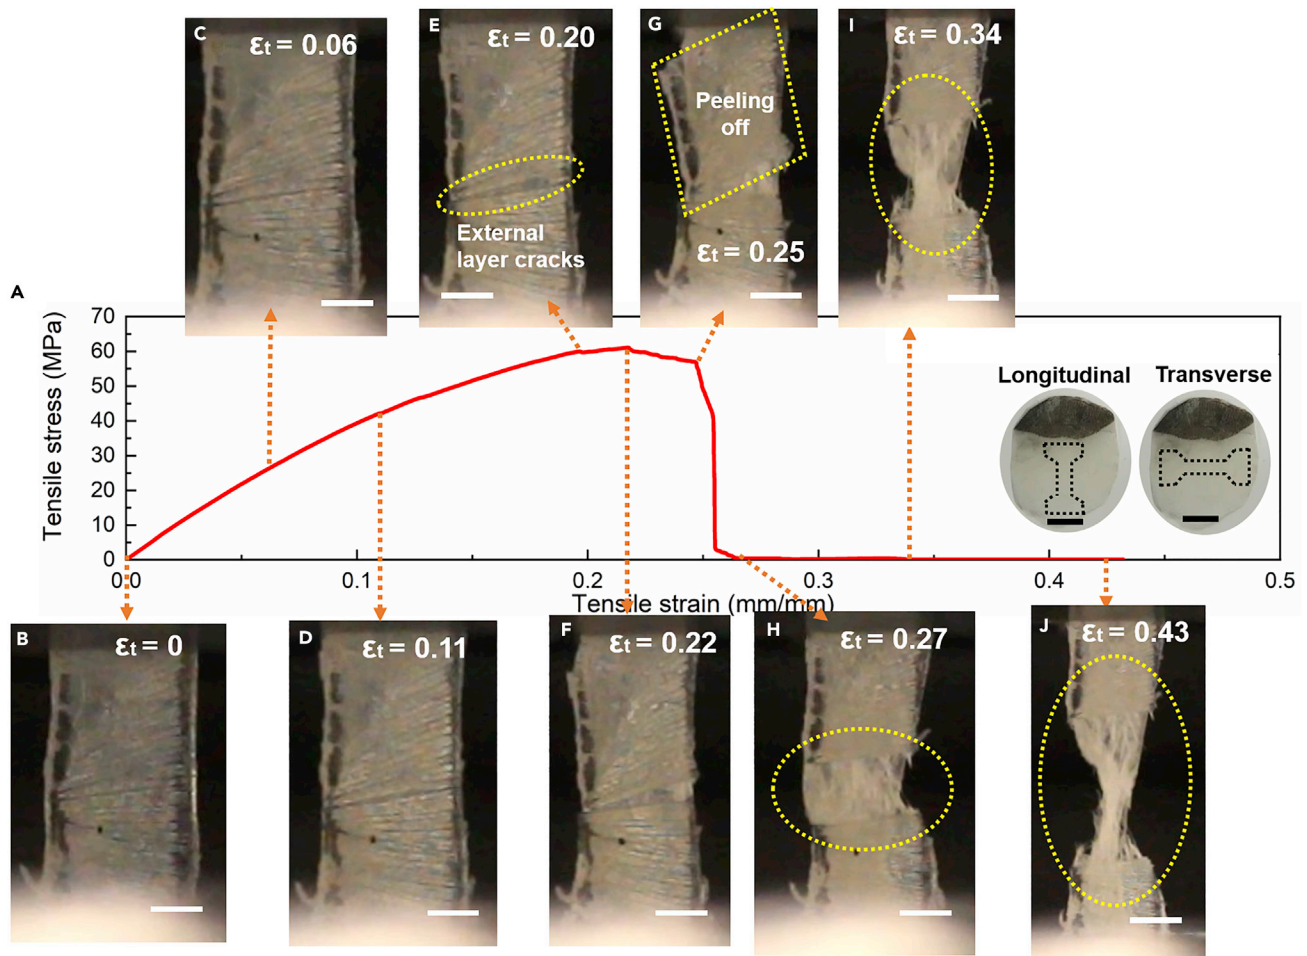 C
εt = 0.06
E
εt = 0.20
External
layer cracks
G
Peeling
off
εt = 0.25
I
εt = 0.34
A
Tensile stress (MPa)
70
60
50
40
30
20
10
0
0.0
0.1
0.2
0.3
0.4
0.5
Tensile strain (mm/mm)
Longitudinal
Transverse
B
εt = 0
D
εt = 0.11
F
εt = 0.22
H
εt = 0.27
J
εt = 0.43